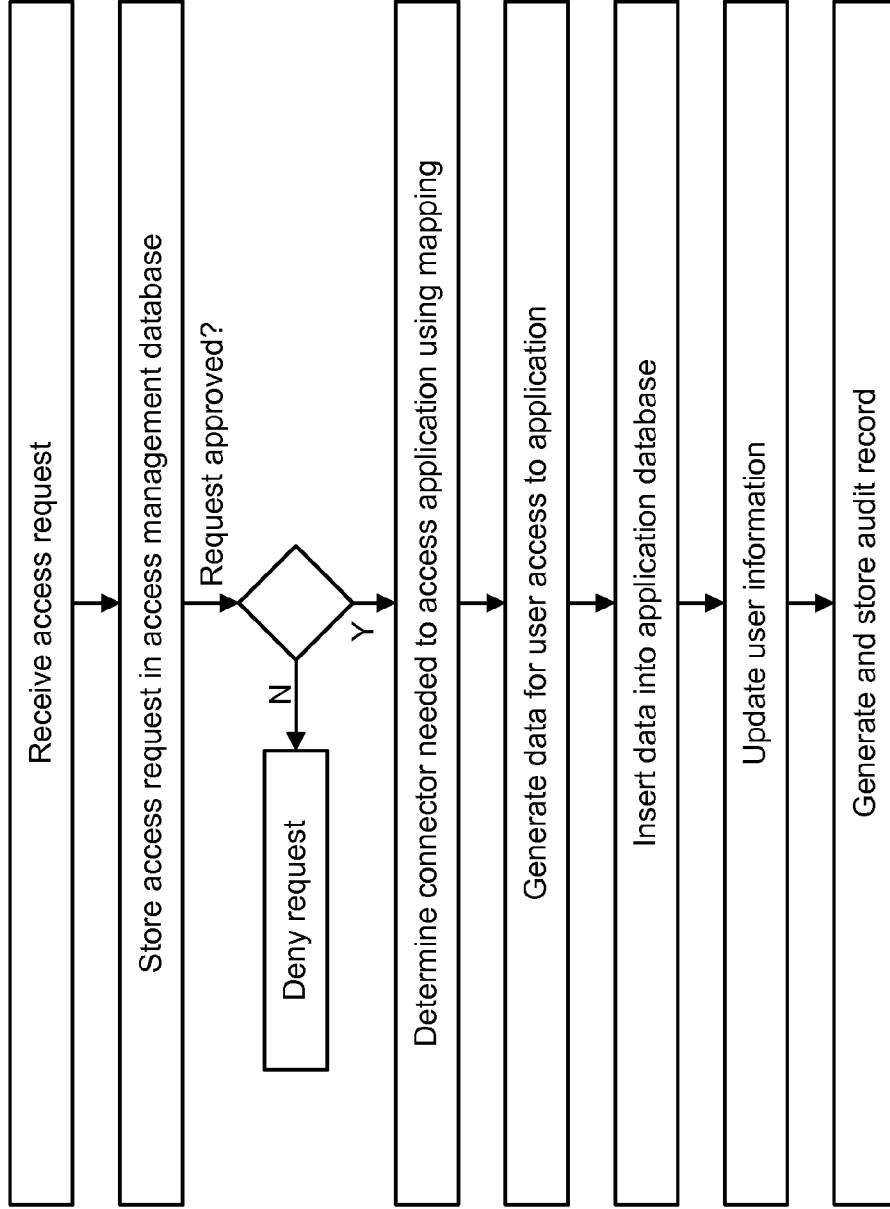 Receive access request
Store access request in access management database
Request approved?
N
Y
Deny request
Determine connector needed to access application using mapping
Generate data for user access to application
Insert data into application database
Update user information
Generate and store audit record